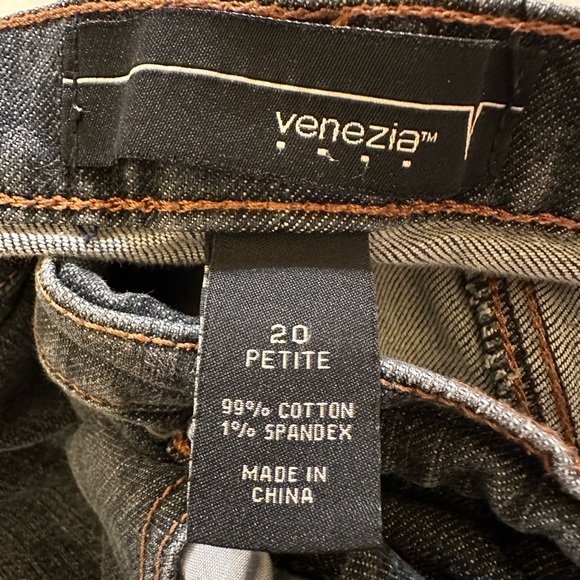 venezia™
20
PETITE
99% COTTON
1% SPANDEX
MADE IN
CHINA